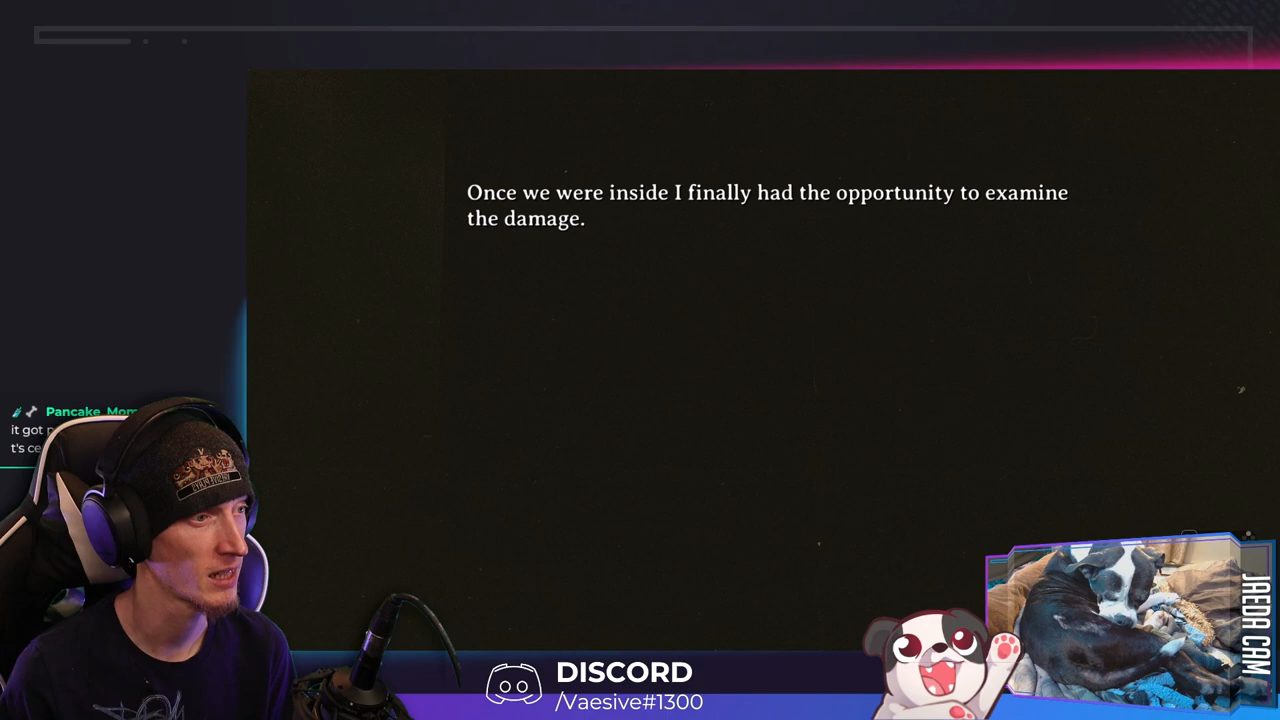 Once we were inside I finally had the opportunity to examine
the damage.
Pancake_Mom
it got
t's ce
DISCORD
/Vaesive#1300
JAEDA CAM